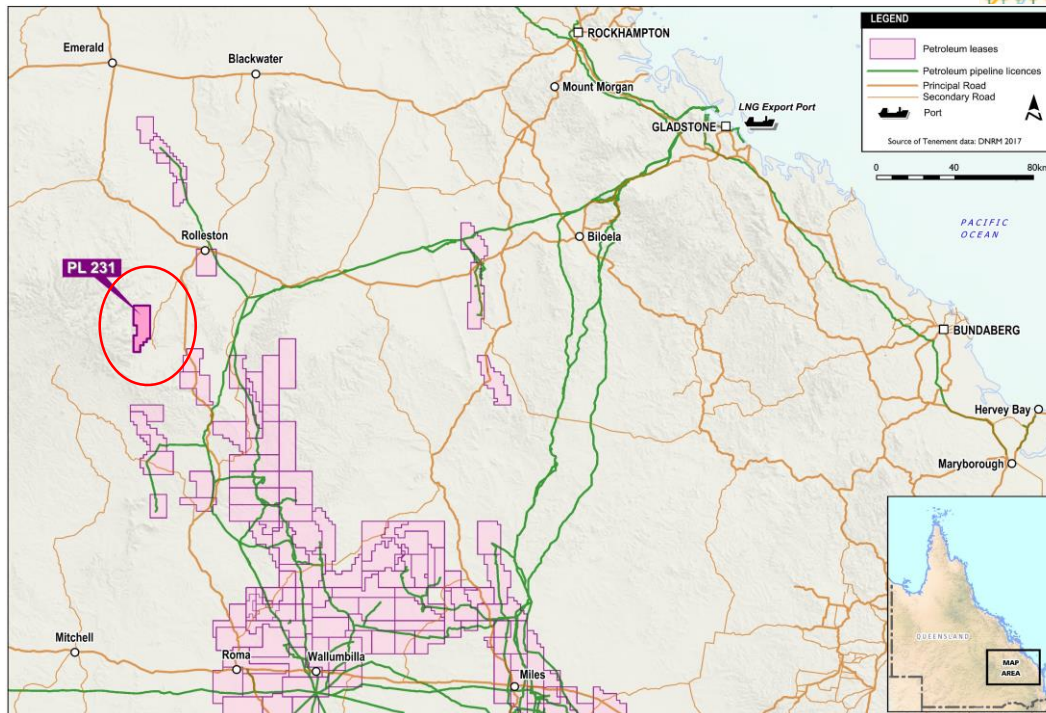 ROCKHAMPTON
Emerald
Blackwater
Mount Morgan
LNG Export Port
GLADSTONE
LEGEND
Petroleum leases
Petroleum pipeline licences
Principal Road
Secondary Road
Port
N
Source of Tenement data: DNRM 2017
0 40 80km
PACIFIC
OCEAN
Rolleston
Biloela
PL 231
BUNDABERG
Hervey Bay
Maryborough
Mitchell
Roma
Wallumbilla
Miles
QUEENSLAND
MAP
AREA